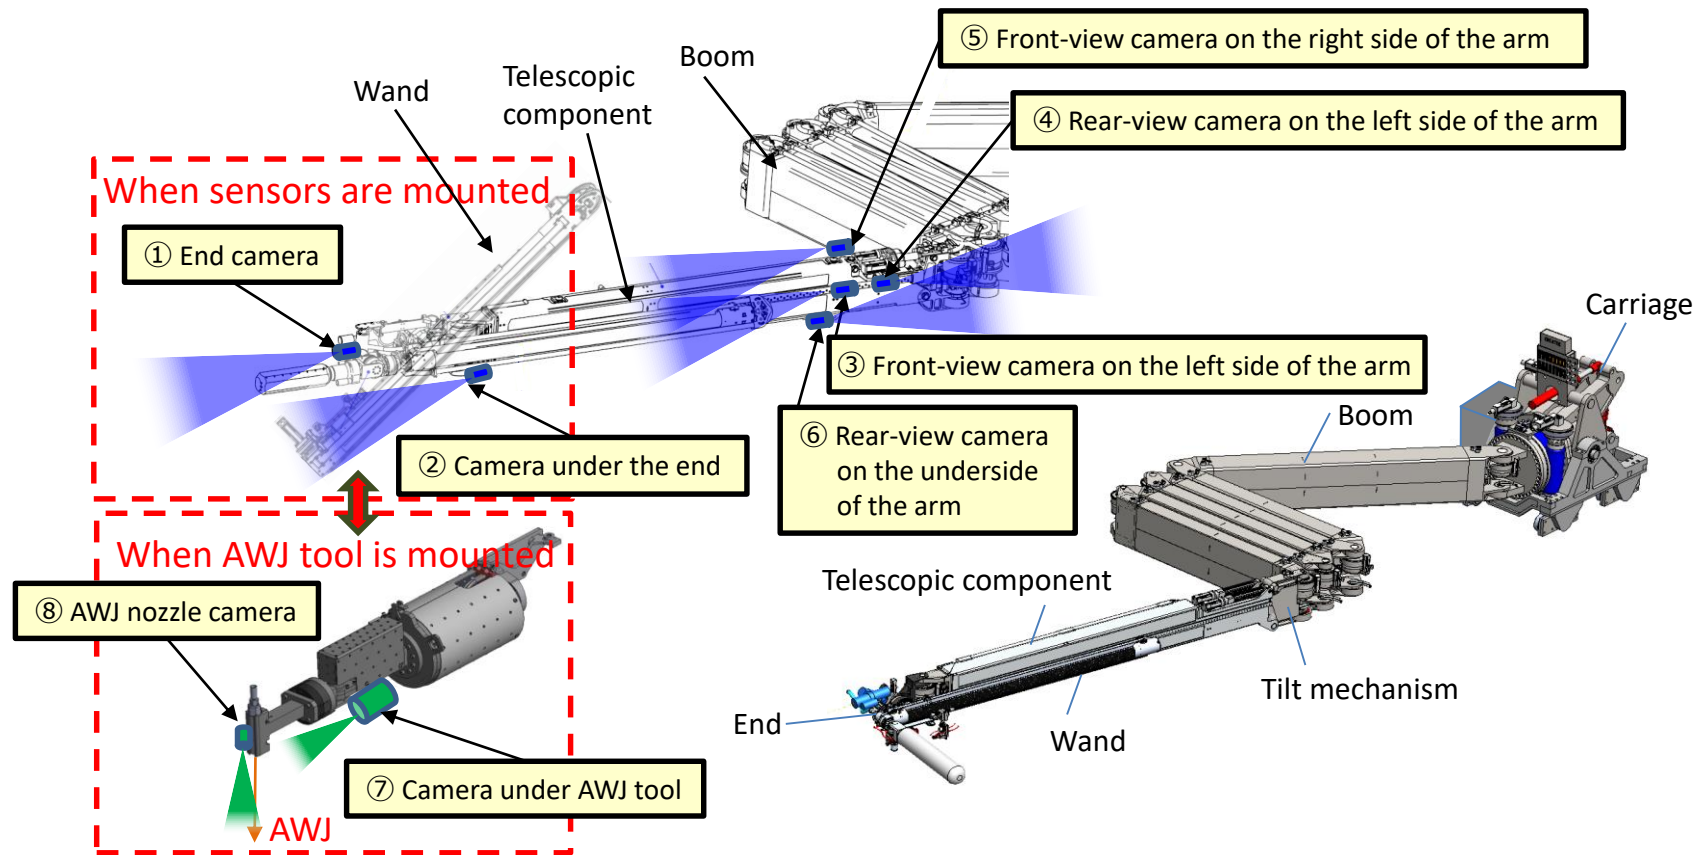 ⑤ Front-view camera on the right side of the arm
Boom
Telescopic
component
Wand
④ Rear-view camera on the left side of the arm
When sensors are mounted
① End camera
③ Front-view camera on the left side of the arm
② Camera under the end
⑥ Rear-view camera
on the underside
of the arm
Carriage
Boom
When AWJ tool is mounted
⑧ AWJ nozzle camera
Telescopic component
Tilt mechanism
End
Wand
⑦ Camera under AWJ tool
AWJ